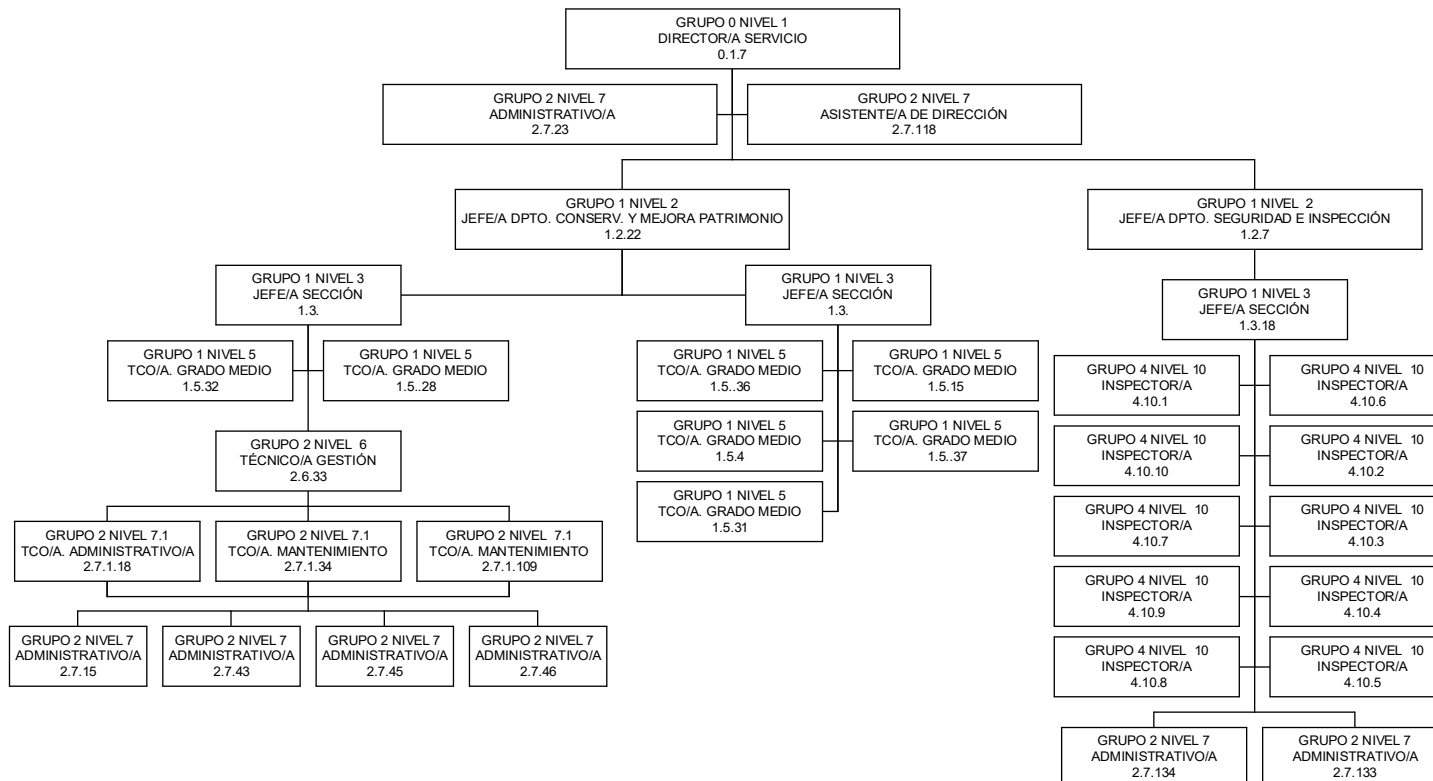 GRUPO 0 NIVEL 1
DIRECTOR/A SERVICIO
0.1.7
GRUPO 2 NIVEL 7
ADMINISTRATIVO/A
2.7.23
GRUPO 2 NIVEL 7
ASISTENTE/A DE DIRECCIÓN
2.7.118
GRUPO 1 NIVEL 2
JEFE/A DPTO. CONSERV. Y MEJORA PATRIMONIO
1.2.22
GRUPO 1 NIVEL 2
JEFE/A DPTO. SEGURIDAD E INSPECCIÓN
1.2.7
GRUPO 1 NIVEL 3
JEFE/A SECCIÓN
1.3.
GRUPO 1 NIVEL 3
JEFE/A SECCIÓN
1.3.
GRUPO 1 NIVEL 3
JEFE/A SECCIÓN
1.3.18
GRUPO 1 NIVEL 5
TCO/A. GRADO MEDIO
1.5.32
GRUPO 1 NIVEL 5
TCO/A. GRADO MEDIO
1.5..28
GRUPO 2 NIVEL 6
TÉCNICO/A GESTIÓN
2.6.33
GRUPO 2 NIVEL 7.1
TCO/A. ADMINISTRATIVO/A
2.7.1.18
GRUPO 2 NIVEL 7.1
TCO/A. MANTENIMIENTO
2.7.1.34
GRUPO 2 NIVEL 7.1
TCO/A. MANTENIMIENTO
2.7.1.109
GRUPO 2 NIVEL 7
ADMINISTRATIVO/A
2.7.15
GRUPO 2 NIVEL 7
ADMINISTRATIVO/A
2.7.43
GRUPO 2 NIVEL 7
ADMINISTRATIVO/A
2.7.45
GRUPO 2 NIVEL 7
ADMINISTRATIVO/A
2.7.46
GRUPO 1 NIVEL 5
TCO/A. GRADO MEDIO
1.5..36
GRUPO 1 NIVEL 5
TCO/A. GRADO MEDIO
1.5.15
GRUPO 1 NIVEL 5
TCO/A. GRADO MEDIO
1.5.4
GRUPO 1 NIVEL 5
TCO/A. GRADO MEDIO
1.5..37
GRUPO 1 NIVEL 5
TCO/A. GRADO MEDIO
1.5.31
GRUPO 4 NIVEL 10
INSPECTOR/A
4.10.1
GRUPO 4 NIVEL 10
INSPECTOR/A
4.10.6
GRUPO 4 NIVEL 10
INSPECTOR/A
4.10.10
GRUPO 4 NIVEL 10
INSPECTOR/A
4.10.2
GRUPO 4 NIVEL 10
INSPECTOR/A
4.10.7
GRUPO 4 NIVEL 10
INSPECTOR/A
4.10.3
GRUPO 4 NIVEL 10
INSPECTOR/A
4.10.9
GRUPO 4 NIVEL 10
INSPECTOR/A
4.10.4
GRUPO 4 NIVEL 10
INSPECTOR/A
4.10.8
GRUPO 4 NIVEL 10
INSPECTOR/A
4.10.5
GRUPO 2 NIVEL 7
ADMINISTRATIVO/A
2.7.134
GRUPO 2 NIVEL 7
ADMINISTRATIVO/A
2.7.133